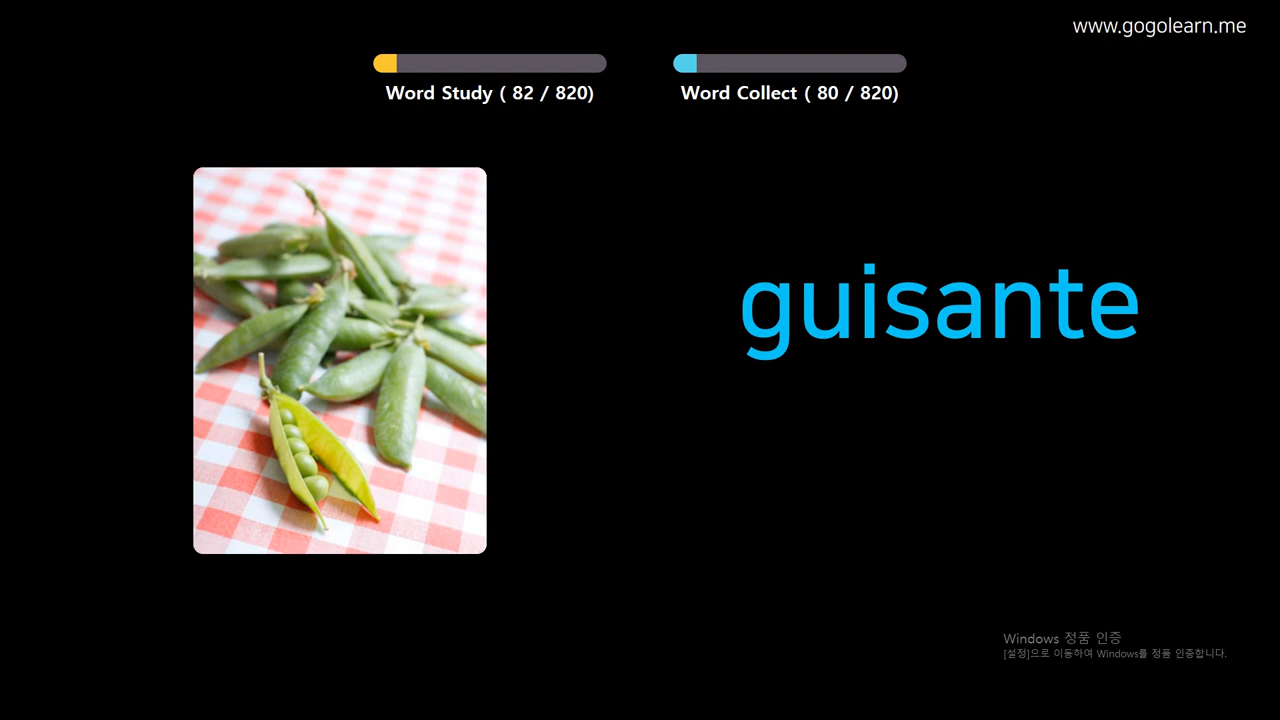 www.gogolearn.me
Word Study ( 82 / 820)
Word Collect ( 80 / 820)
guisante
Windows 정품 인증
[설정]으로 이동하여 Windows를 정품 인증합니다.